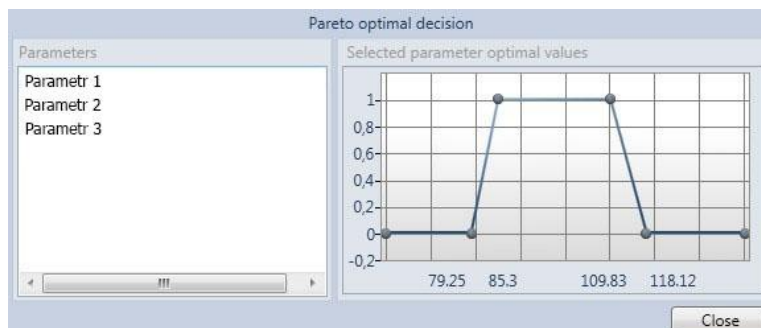 Pareto optimal decision
Parameters
Parametr 1
Parametr 2
Parametr 3
Selected parameter optimal values
1
0,8
0,6
0,4
0,2
0
-0,2
79.25 85.3 109.83 118.12
Close